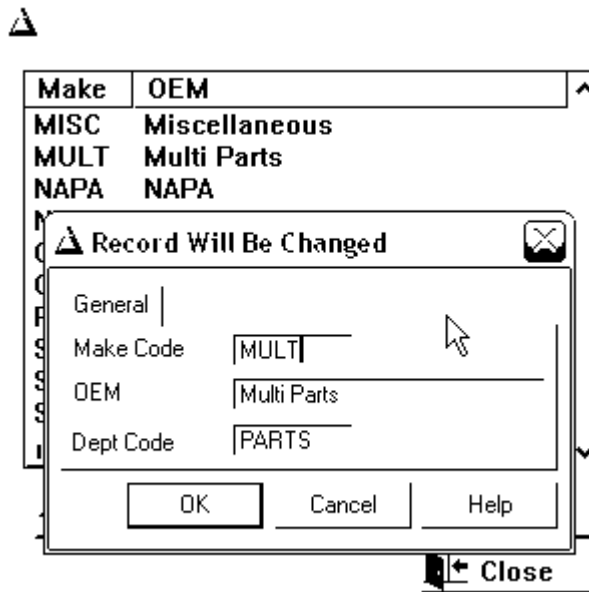 Make OEM
MISC Miscellaneous
MULT Multi Parts
NAPA NAPA
Record Will Be Changed
General
Make Code MULT
OEM Multi Parts
Dept Code PARTS
OK Cancel Help
Close